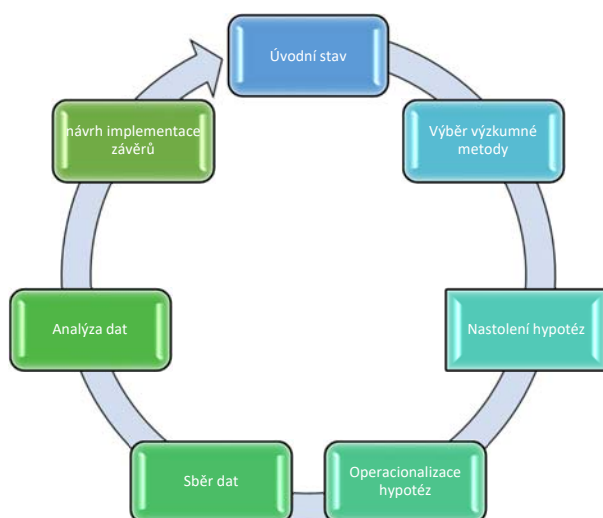 Úvodní stav
Výběr výzkumné
metody
Nastolení hypotéz
Operacionalizace
hypotéz
Sběr dat
Analýza dat
návrh implementace
závěrů